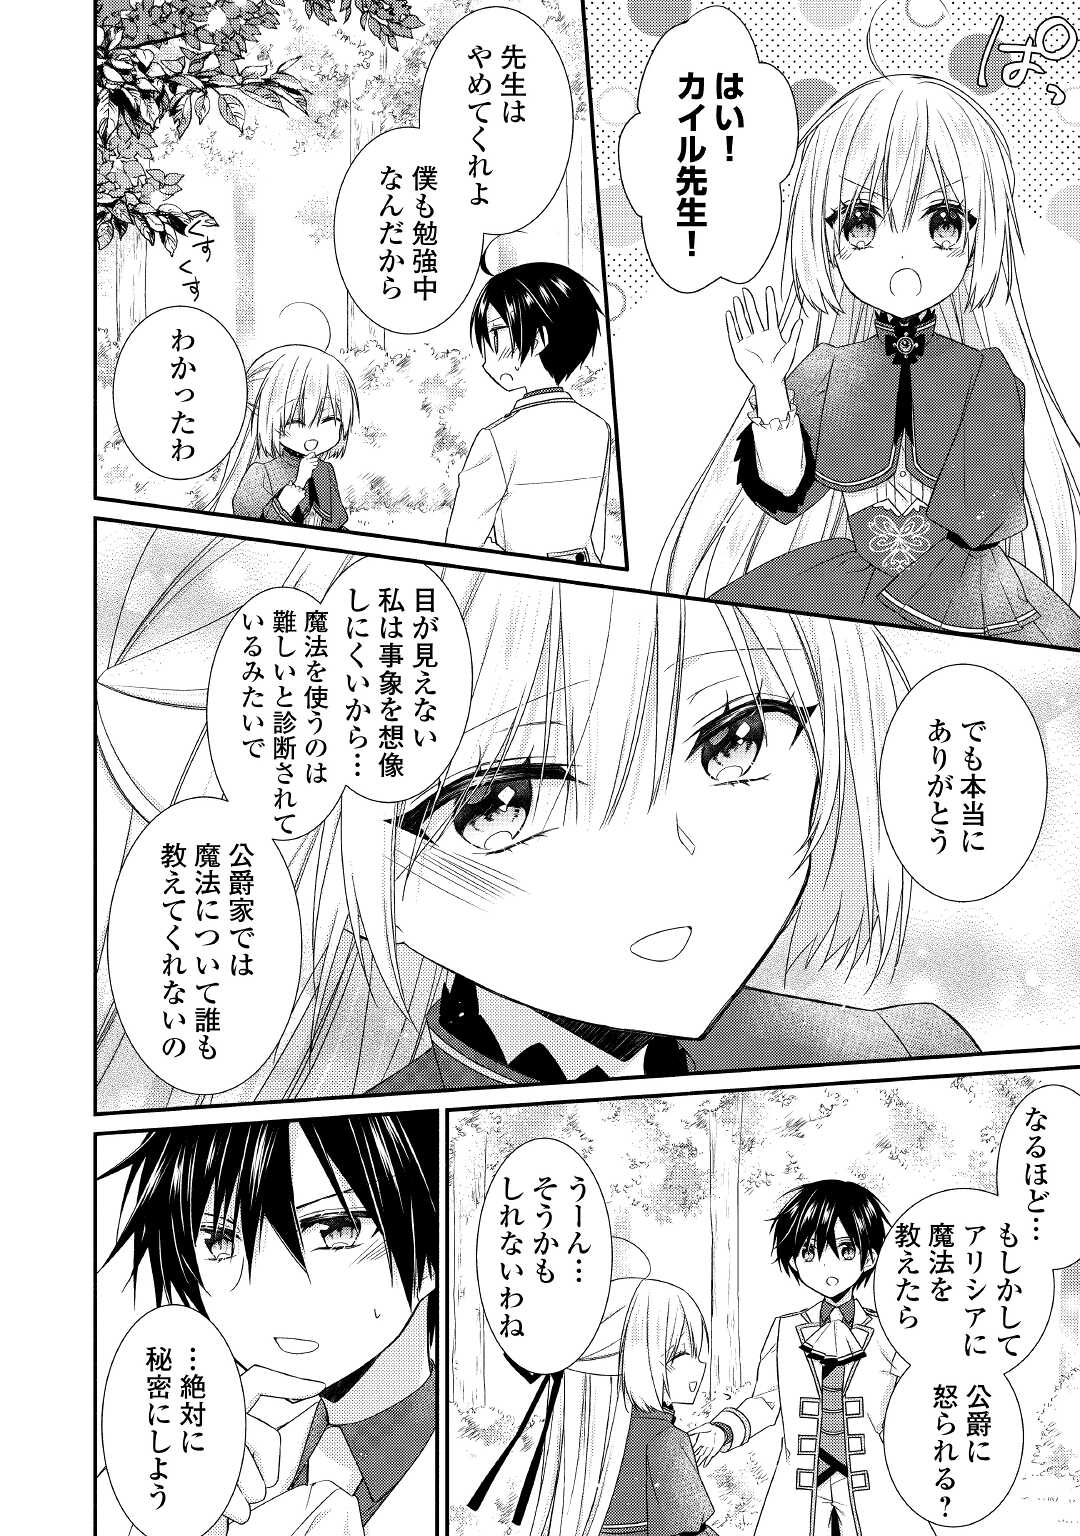 ぱっ
はい！
カイル先生！
先生は
やめてくれよ
僕も勉強中
なんだから
くす
くす
わかったわ
でも本当に
ありがとう
目が見えない
私は事象を想像
しにくいから…
魔法を使うのは
難しいと診断されて
いるみたいで
公爵家では
魔法について誰も
教えてくれないの
なるほど…
もしかして
アリシアに
魔法を
教えたら
公爵に
怒られる？
うーん…
そうかも
しれないわね
…絶対に
秘密にしよう